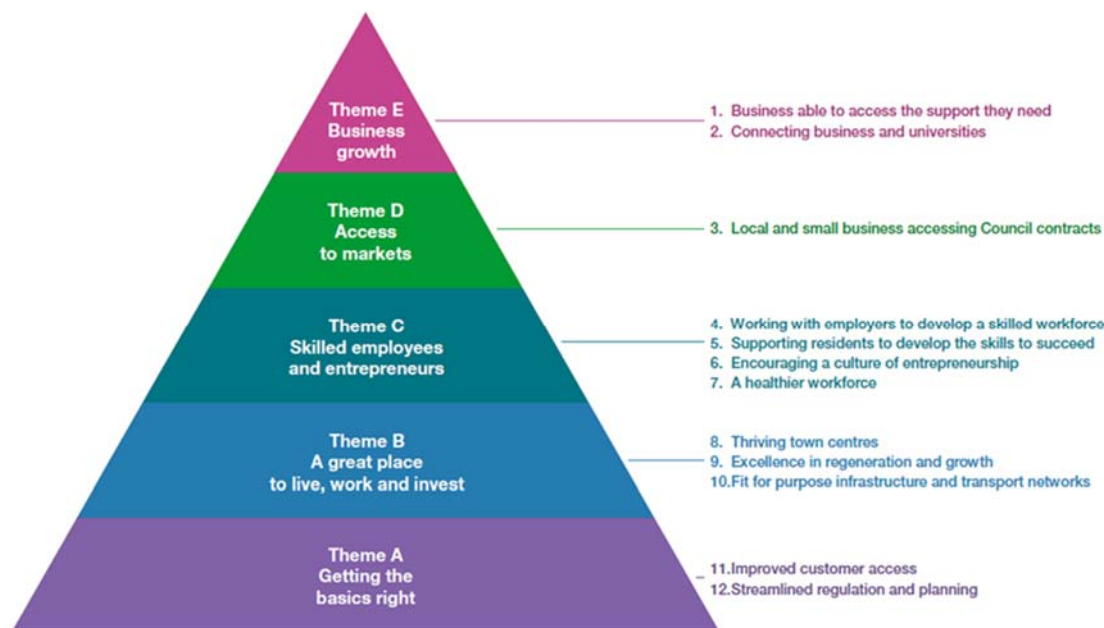 Theme E
Business
growth
1. Business able to access the support they need
2. Connecting business and universities
Theme D
Access
to markets
3. Local and small business accessing Council contracts
Theme C
Skilled employees
and entrepreneurs
4. Working with employers to develop a skilled workforce
5. Supporting residents to develop the skills to succeed
6. Encouraging a culture of entrepreneurship
7. A healthier workforce
Theme B
A great place
to live, work and invest
8. Thriving town centres
9. Excellence in regeneration and growth
10.Fit for purpose infrastructure and transport networks
Theme A
Getting the
basics right
11.Improved customer access
12.Streamlined regulation and planning